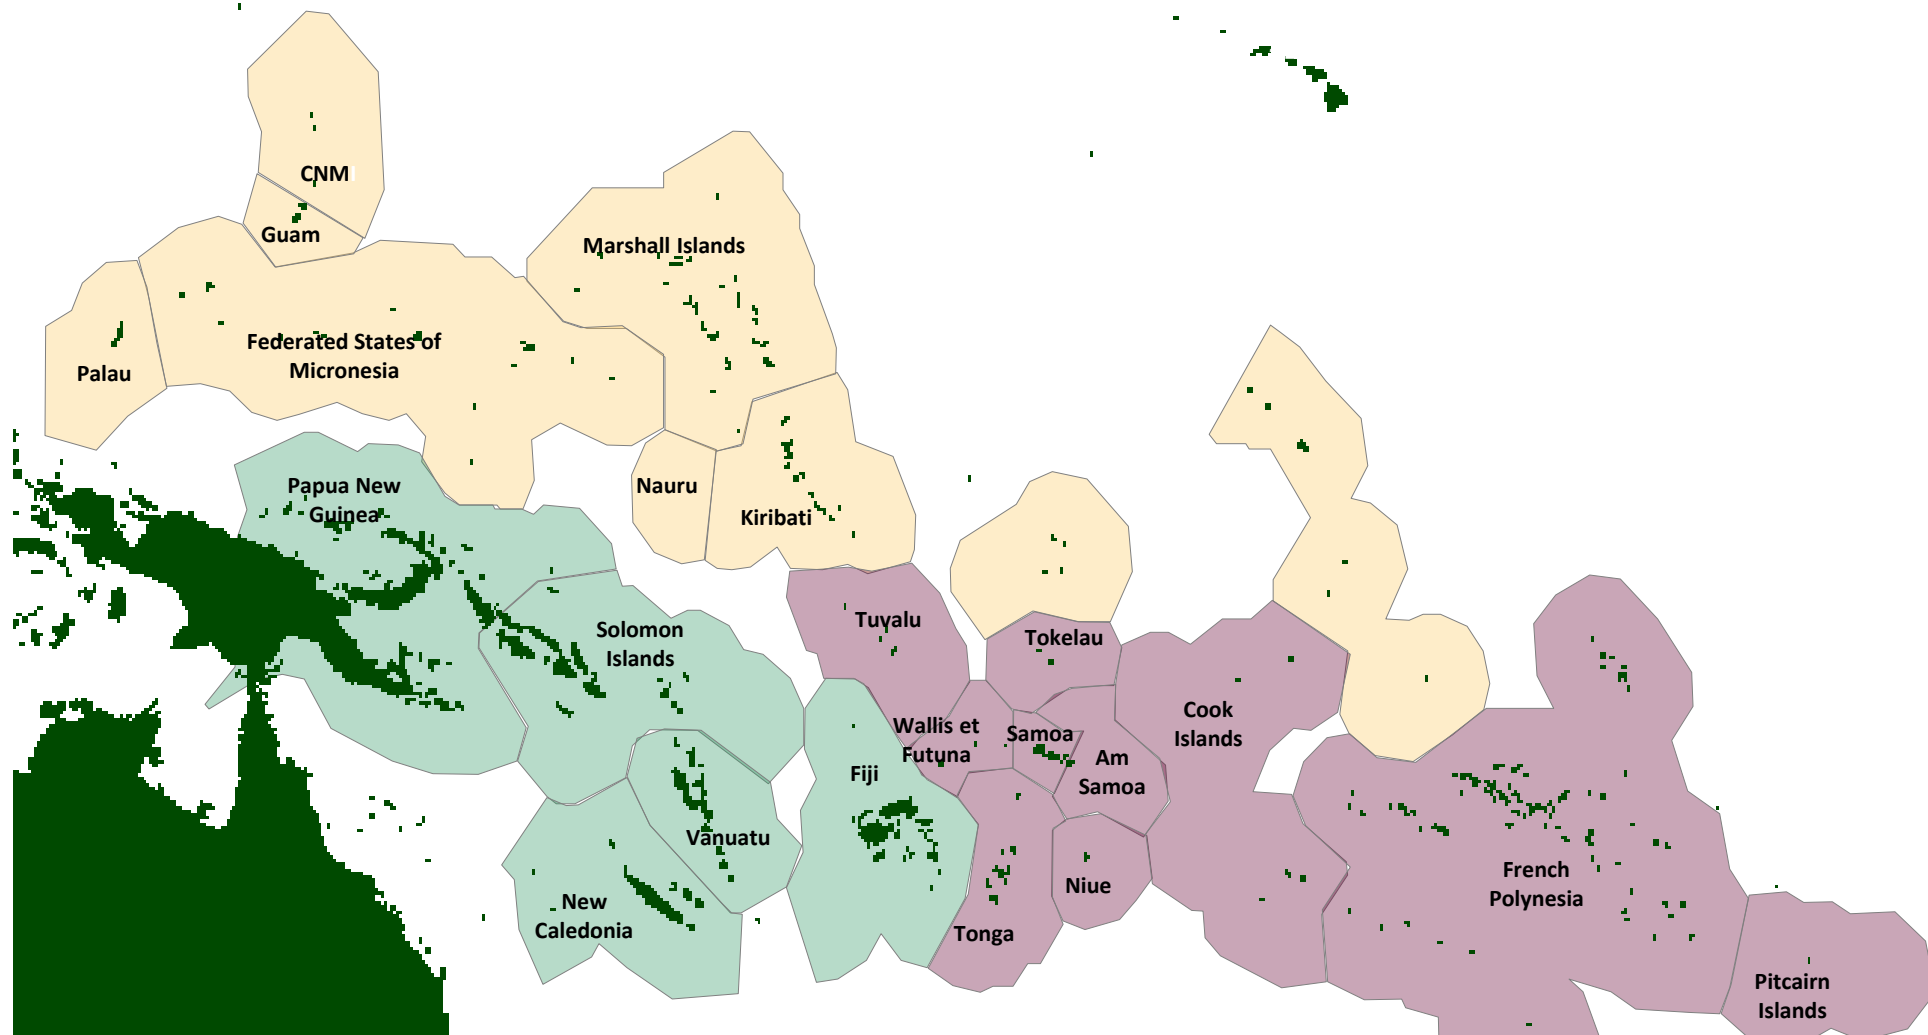 CNMI
Guam
Marshall Islands
Federated States of
Micronesia
Palau
Papua New
Guinea
Nauru
Kiribati
Solomon
Islands
Tuvalu
Tokelau
Wallis et
Futuna
Samoa
Am
Samoa
Cook
Islands
Fiji
Vanuatu
New
Caledonia
Tonga
Niue
French
Polynesia
Pitcairn
Islands